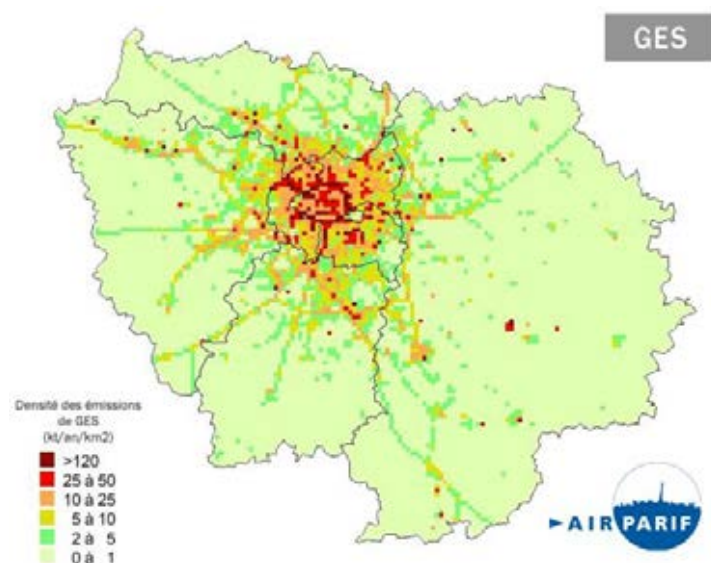 GES
Densité des émissions
de GES
(kt/an/km2)
>120
25 à 50
10 à 25
5 à 10
2 à 5
0 à 1
AIRPARIF